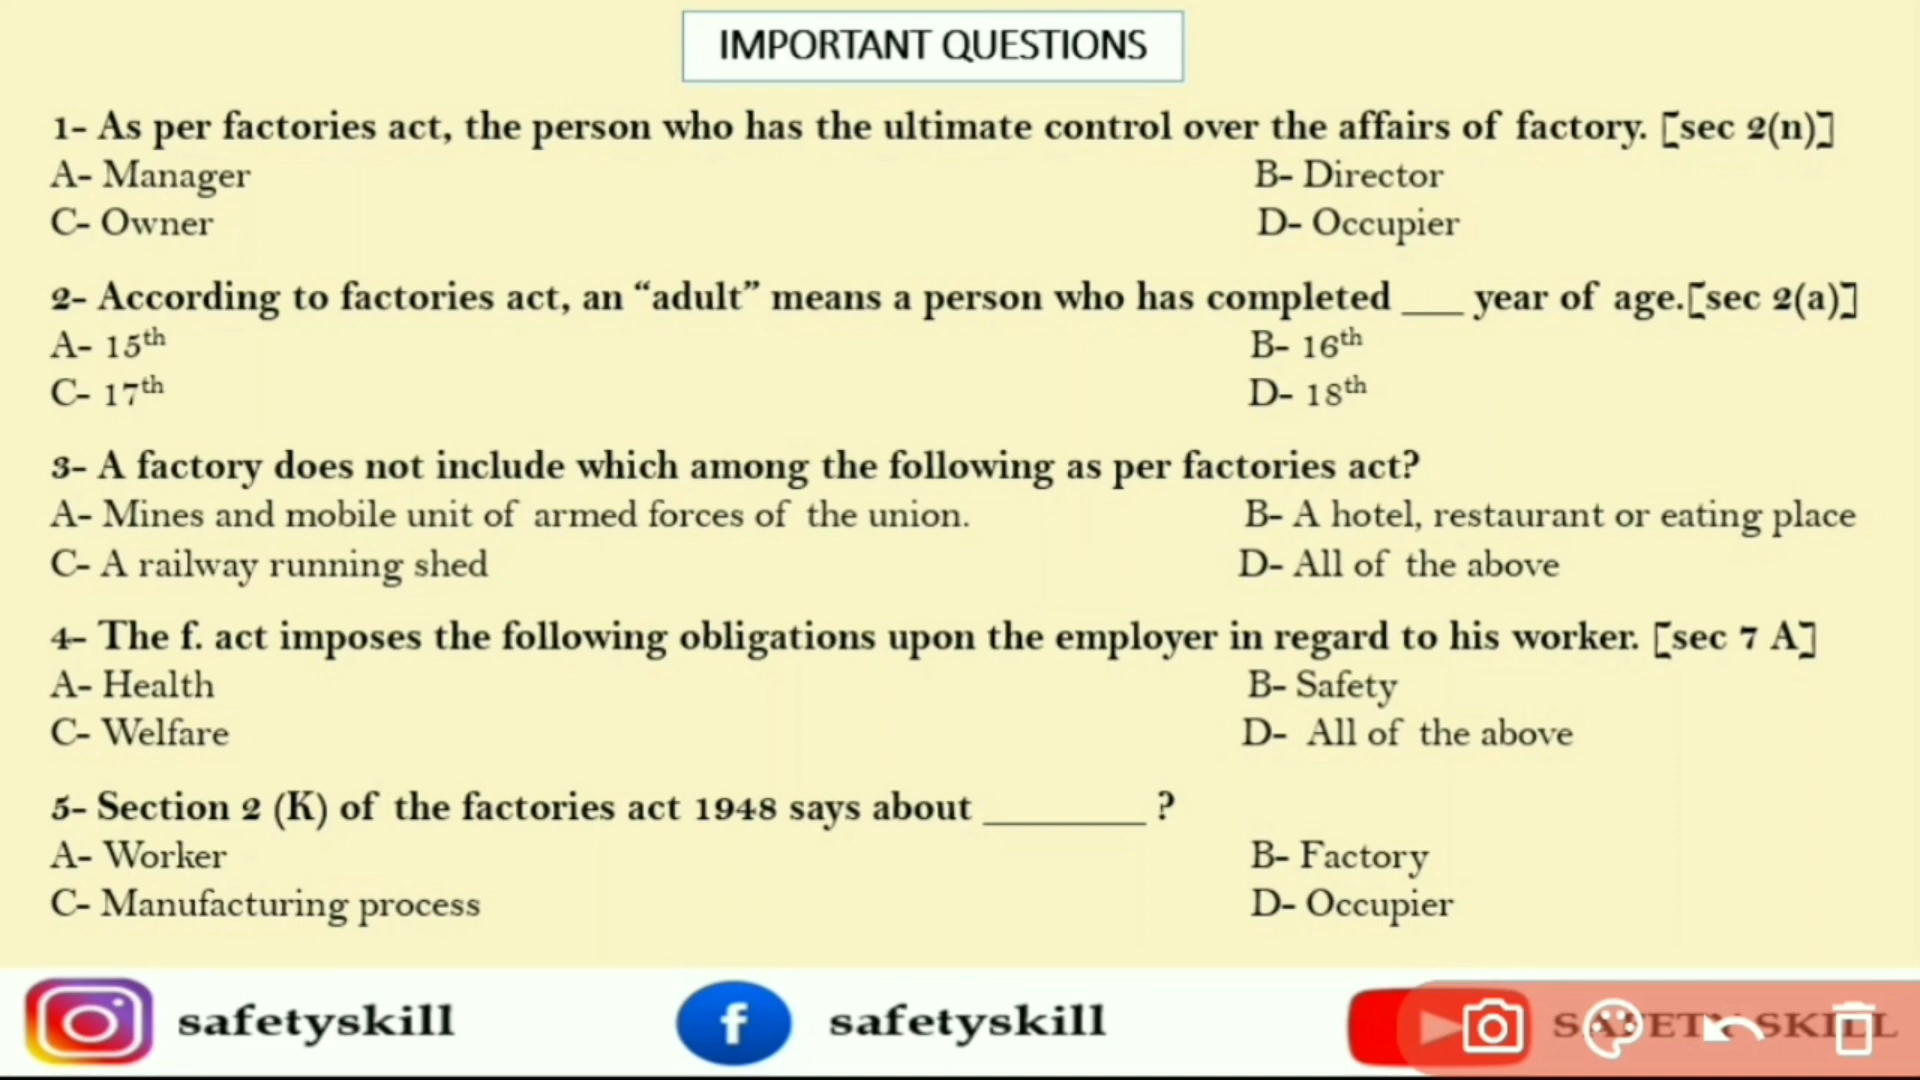 IMPORTANT QUESTIONS
1- As per factories act, the person who has the ultimate control over the affairs of factory. [sec 2(n)]
A- Manager B- Director
C- Owner D- Occupier
2- According to factories act, an “adult” means a person who has completed ___ year of age.[sec 2(a)]
A- 15th B- 16th
C- 17th D- 18th
3- A factory does not include which among the following as per factories act?
A- Mines and mobile unit of armed forces of the union. B- A hotel, restaurant or eating place
C- A railway running shed D- All of the above
4- The f. act imposes the following obligations upon the employer in regard to his worker. [sec 7 A]
A- Health B- Safety
C- Welfare D- All of the above
5- Section 2 (K) of the factories act 1948 says about ________ ?
A- Worker B- Factory
C- Manufacturing process D- Occupier
safetyskill f safetyskill SAFETY SKILL